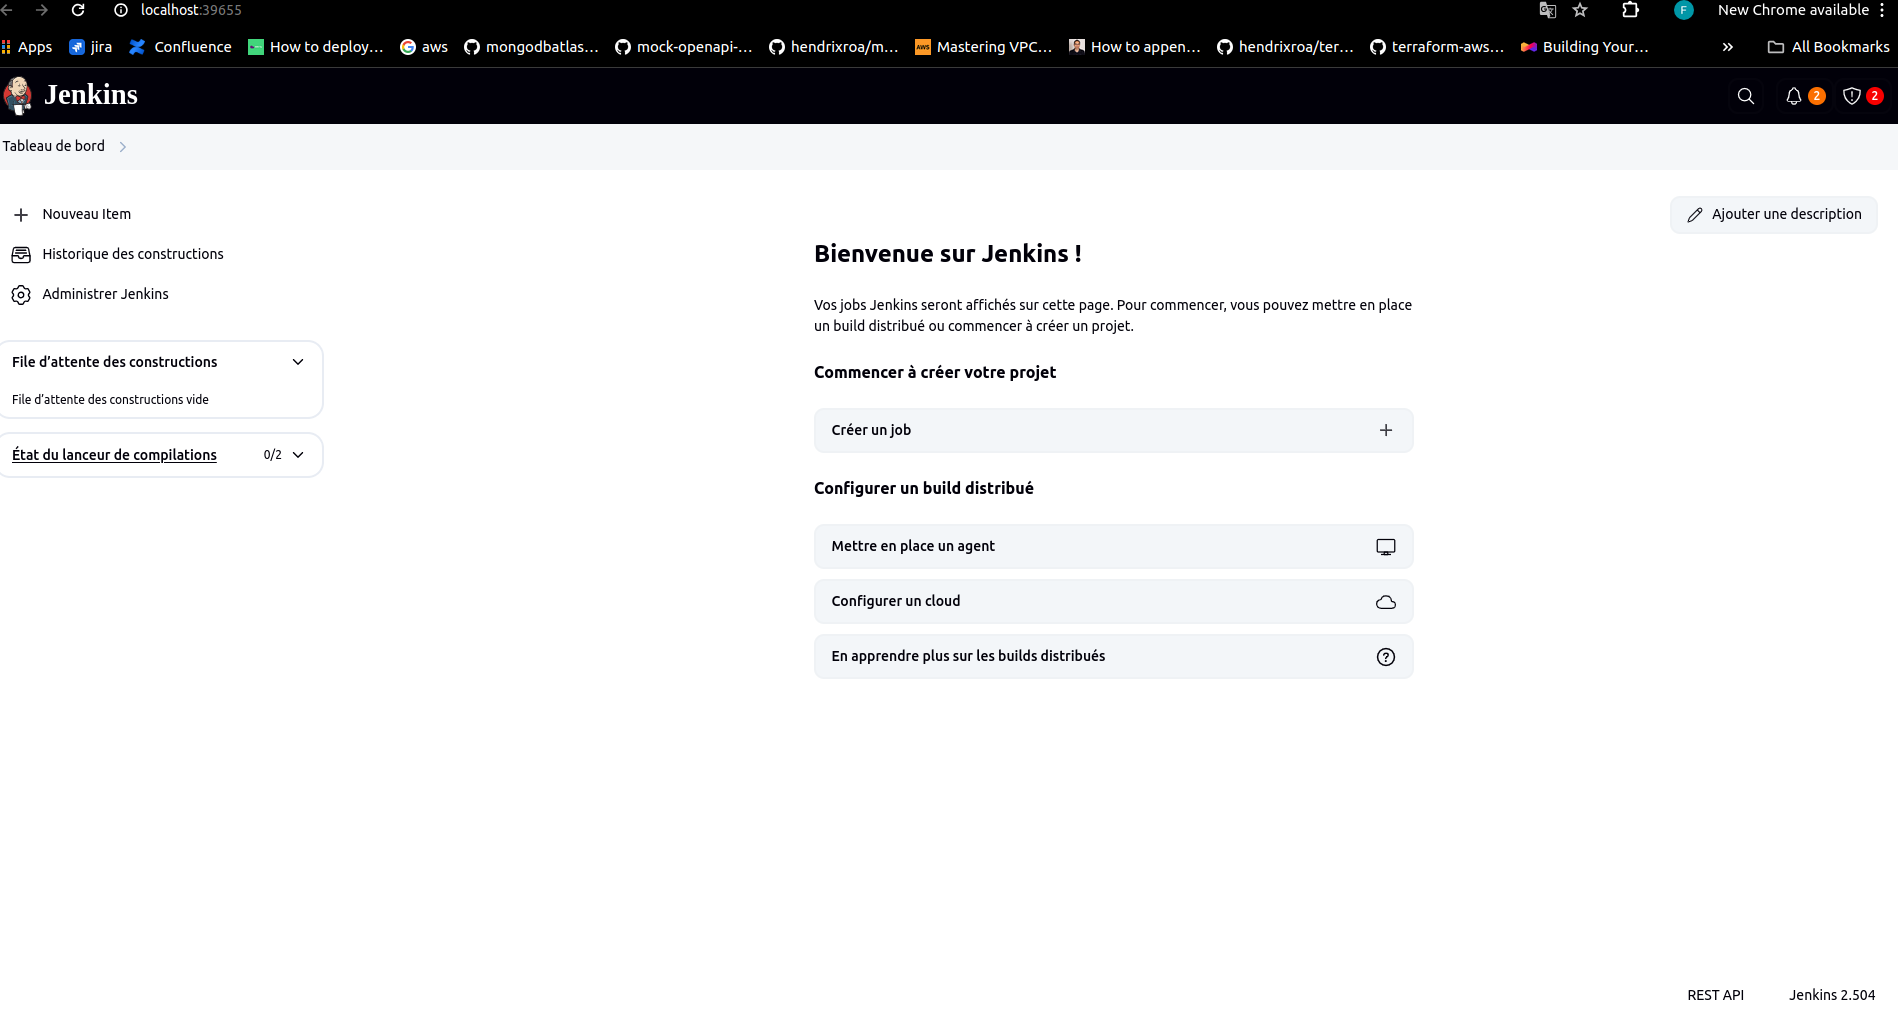 localhost:39655
F
New Chrome available
Apps
jira
Confluence
How to deploy...
aws
mongodbatlas...
mock-openapi-...
hendrixroa/m...
Mastering VPC...
How to appen...
hendrixroa/ter...
terraform-aws...
Building Your...
»
All Bookmarks
Jenkins
2
2
Tableau de bord
Nouveau Item
Historique des constructions
Administrer Jenkins
File d’attente des constructions
File d’attente des constructions vide
État du lanceur de compilations 0/2
Ajouter une description
Bienvenue sur Jenkins !
Vos jobs Jenkins seront affichés sur cette page. Pour commencer, vous pouvez mettre en place
un build distribué ou commencer à créer un projet.
Commencer à créer votre projet
Créer un job
Configurer un build distribué
Mettre en place un agent
Configurer un cloud
En apprendre plus sur les builds distribués
REST API
Jenkins 2.504